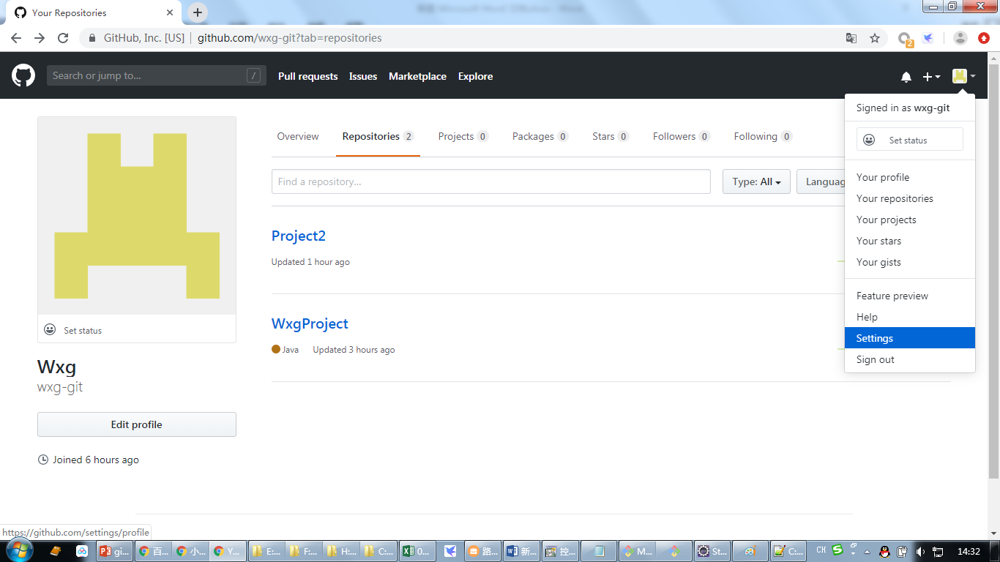 Your Repositories
GitHub, Inc. [US] github.com/wxg-git?tab=repositories
2
Search or jump to... /
Pull requests Issues Marketplace Explore
Signed in as wxg-git
Set status
Your profile
Your repositories
Your projects
Your stars
Your gists
Feature preview
Help
Settings
Sign out
Overview Repositories 2 Projects 0 Packages 0 Stars 0 Followers 0 Following 0
Find a repository... Type: All Languag
Project2
Updated 1 hour ago
WxgProject
Java Updated 3 hours ago
Set status
Wxg
wxg-git
Edit profile
Joined 6 hours ago
https://github.com/settings/profile
gi... 百... 小... Y... E:... F:... H:... C:... 0... 路... 新... 控... M... St... C... CH 14:32